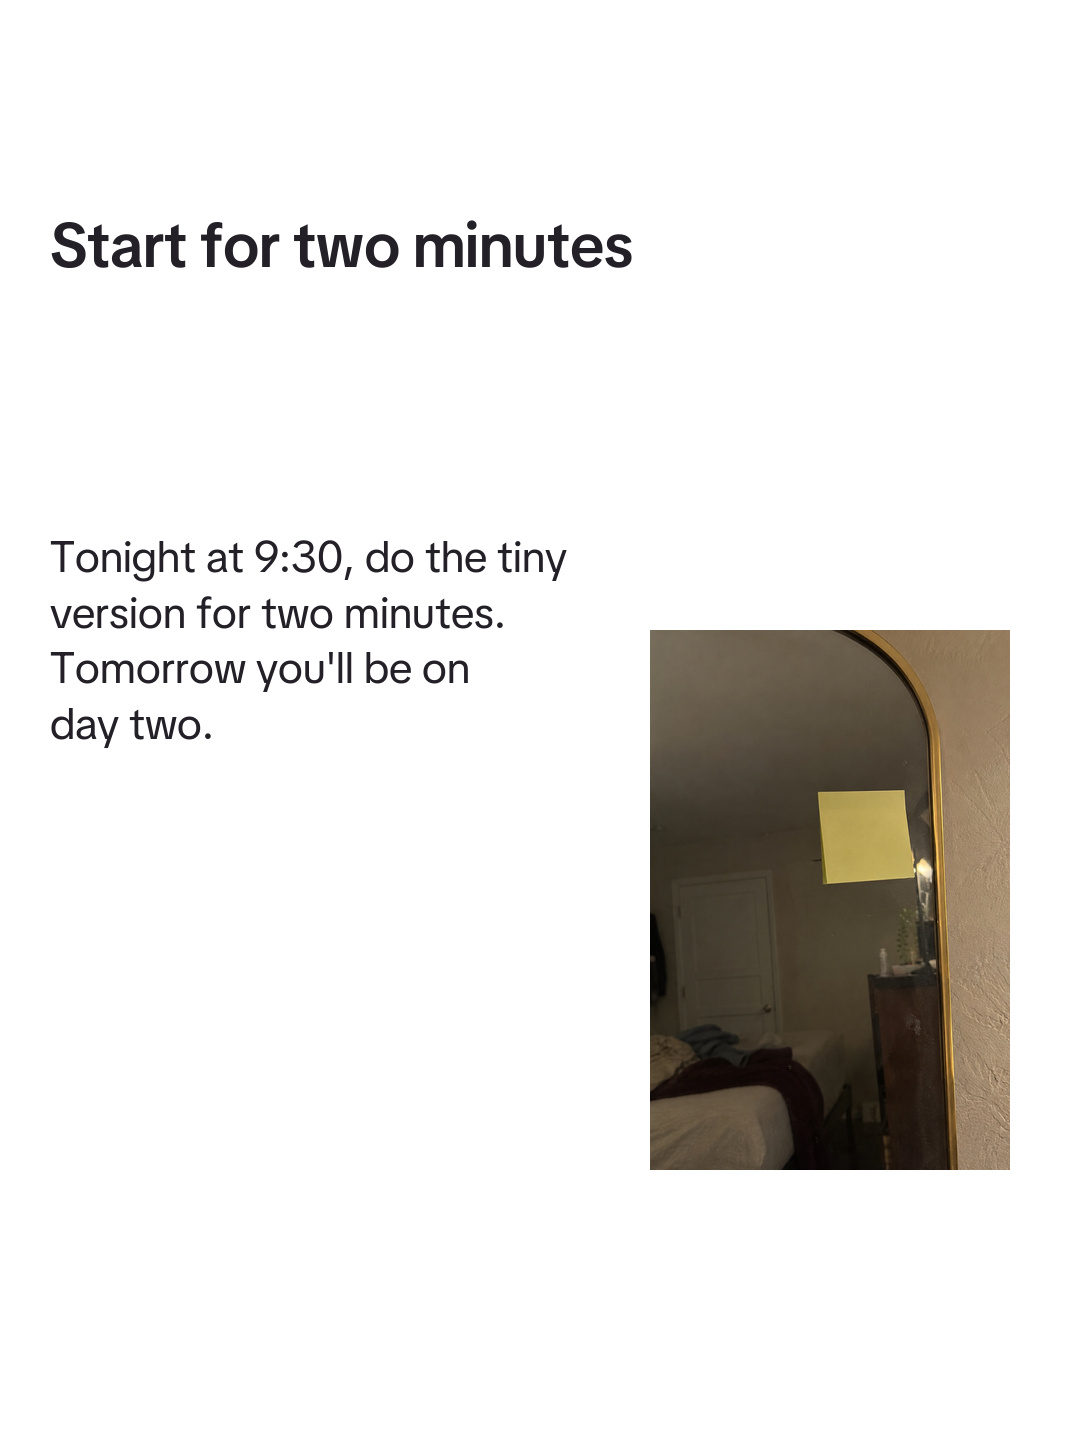 Start for two minutes
Tonight at 9:30, do the tiny
version for two minutes.
Tomorrow you'll be on
day two.